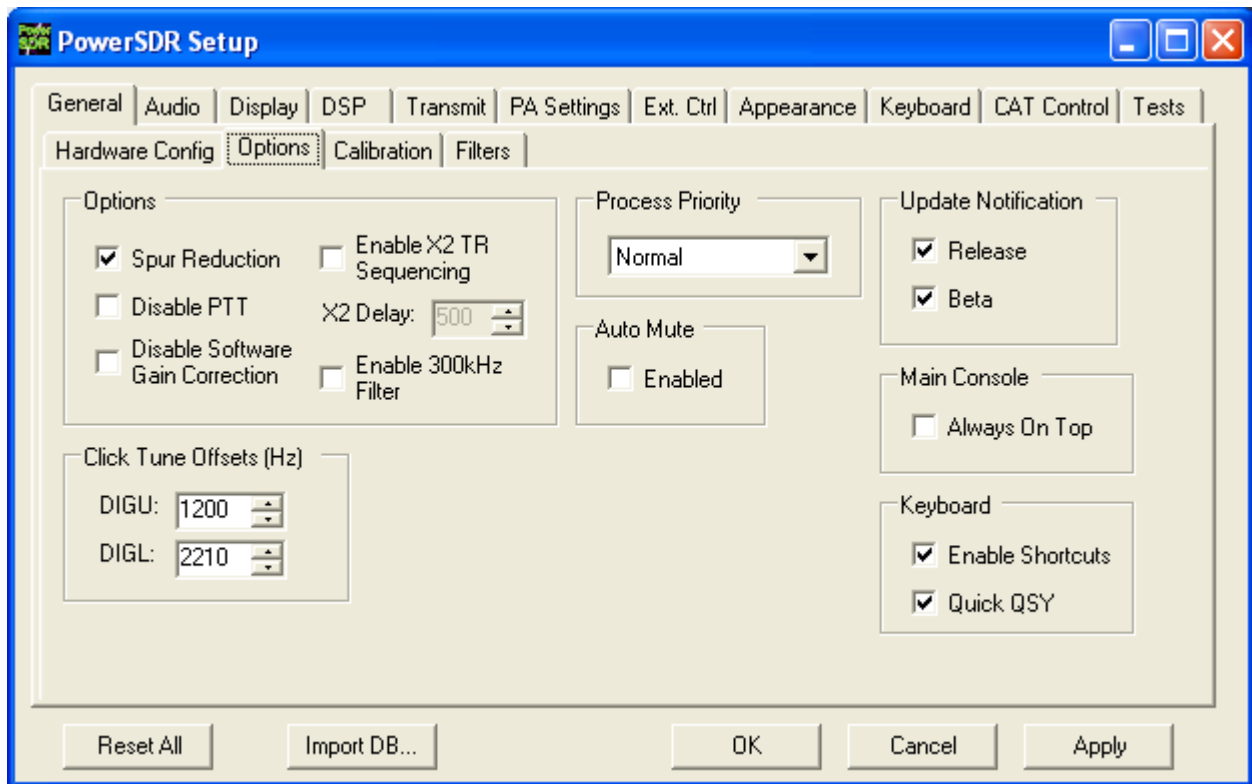 Power SDR PowerSDR Setup
General Audio Display DSP Transmit PA Settings Ext. Ctrl Appearance Keyboard CAT Control Tests
Hardware Config Options Calibration Filters
Options
Spur Reduction
Disable PTT
Disable Software
Gain Correction
Enable X2 TR
Sequencing
X2 Delay: 500
Enable 300kHz
Filter
Click Tune Offsets (Hz)
DIGU: 1200
DIGL: 2210
Process Priority
Normal
Auto Mute
Enabled
Update Notification
Release
Beta
Main Console
Always On Top
Keyboard
Enable Shortcuts
Quick QSY
Reset All Import DB... OK Cancel Apply